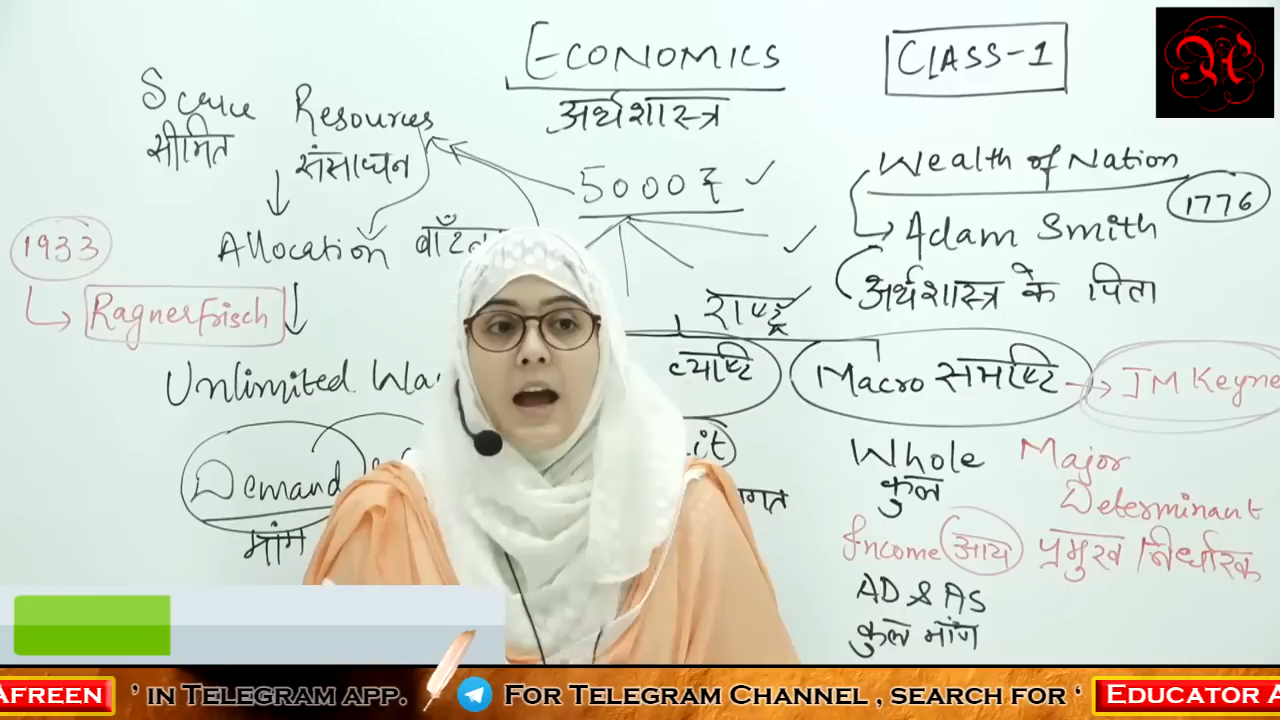 ECONOMICS
अर्थशास्त्र
CLASS-1
Scarce Resources
सीमित संसाधन
5000₹
Wealth of Nation
1776
Adam Smith
अर्थशास्त्र के पिता
1933
Allocation
RagnerFrisch
राष्ट्र
Unlimited
व्यष्टि
Macro समष्टि
JM Keyne
Demand
मांग
Whole
कुल
Major
Determinant
Income आय
प्रमुख निर्धारक
AD & AS
कुल मांग
AFREEN ' IN TELEGRAM APP.
FOR TELEGRAM CHANNEL , SEARCH FOR ' EDUCATOR A